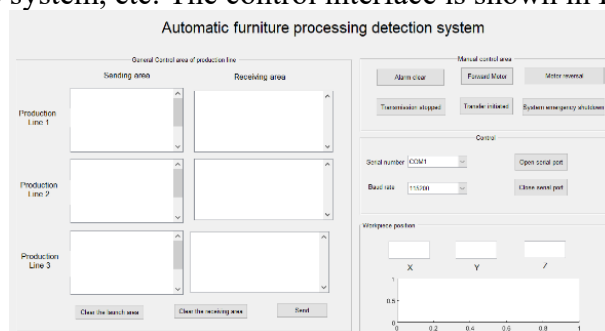 system, etc. The control interface is shown in
Automatic furniture processing detection system
General Control area of production line
Sending area
Receiving area
Production
Line 1
Production
Line 2
Production
Line 3
Clear the launch area
Clear the receiving area
Send
Manual control area
Alarm clear
Forward Motor
Motor reversal
Transmission stopped
Transfer initiated
System emergency shutdown
Control
Serial number
COM1
Open serial port
Baud rate
115200
Close serial port
Workpiece position
X
Y
Z
1
0.5
0
0
0.2
0.4
0.6
0.8
1